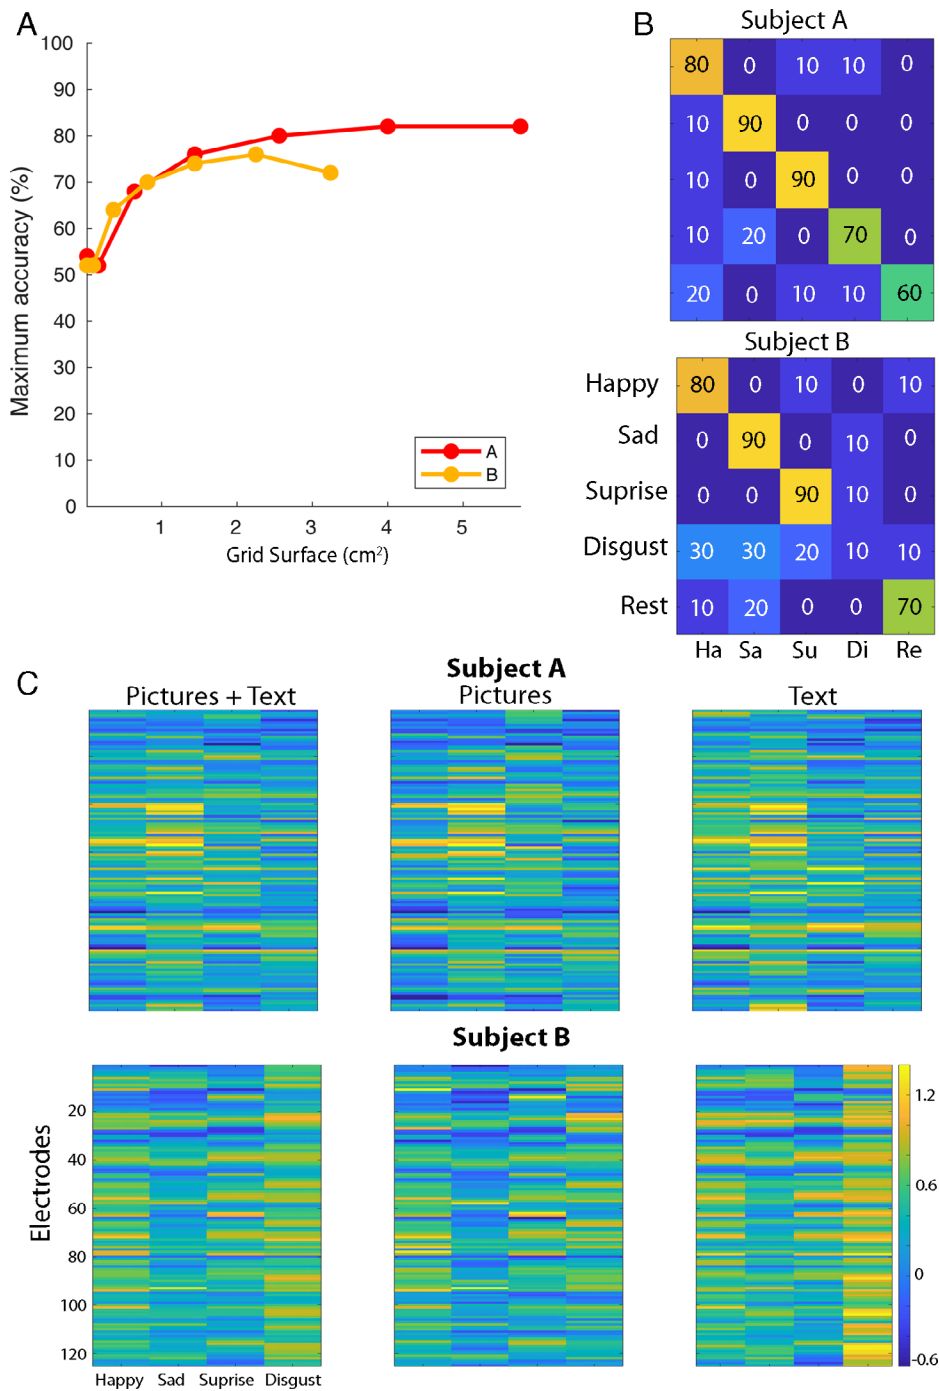 A
100
90
80
70
60
50
40
30
20
10
0
1 2 3 4 5
Maximum accuracy (%)
Grid Surface (cm²)
A
B
B
Subject A
80 0 10 10 0
10 90 0 0 0
10 0 90 0 0
10 20 0 70 0
20 0 10 10 60
Subject B
Happy 80 0 10 0 10
Sad 0 90 0 10 0
Suprise 0 0 90 10 0
Disgust 30 30 20 10 10
Rest 10 20 0 0 70
Ha Sa Su Di Re
C
Subject A
Pictures + Text Pictures Text
Subject B
Electrodes
20
40
60
80
100
120
Happy Sad Suprise Disgust
1.2
0.6
0
-0.6